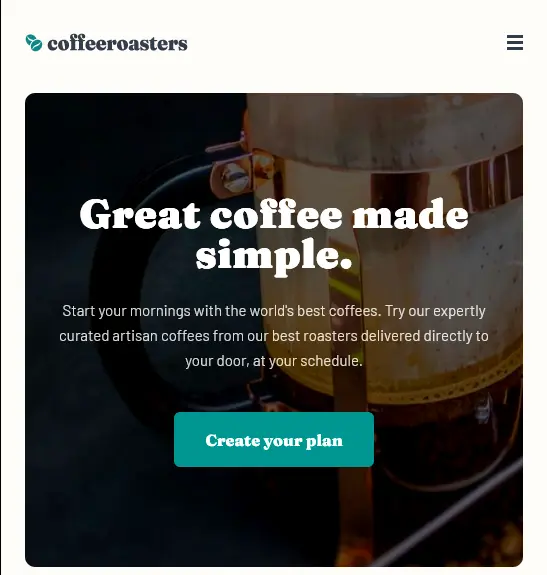 coffeeroasters
Great coffee made
simple.
Start your mornings with the world's best coffees. Try our expertly
curated artisan coffees from our best roasters delivered directly to
your door, at your schedule.
Create your plan